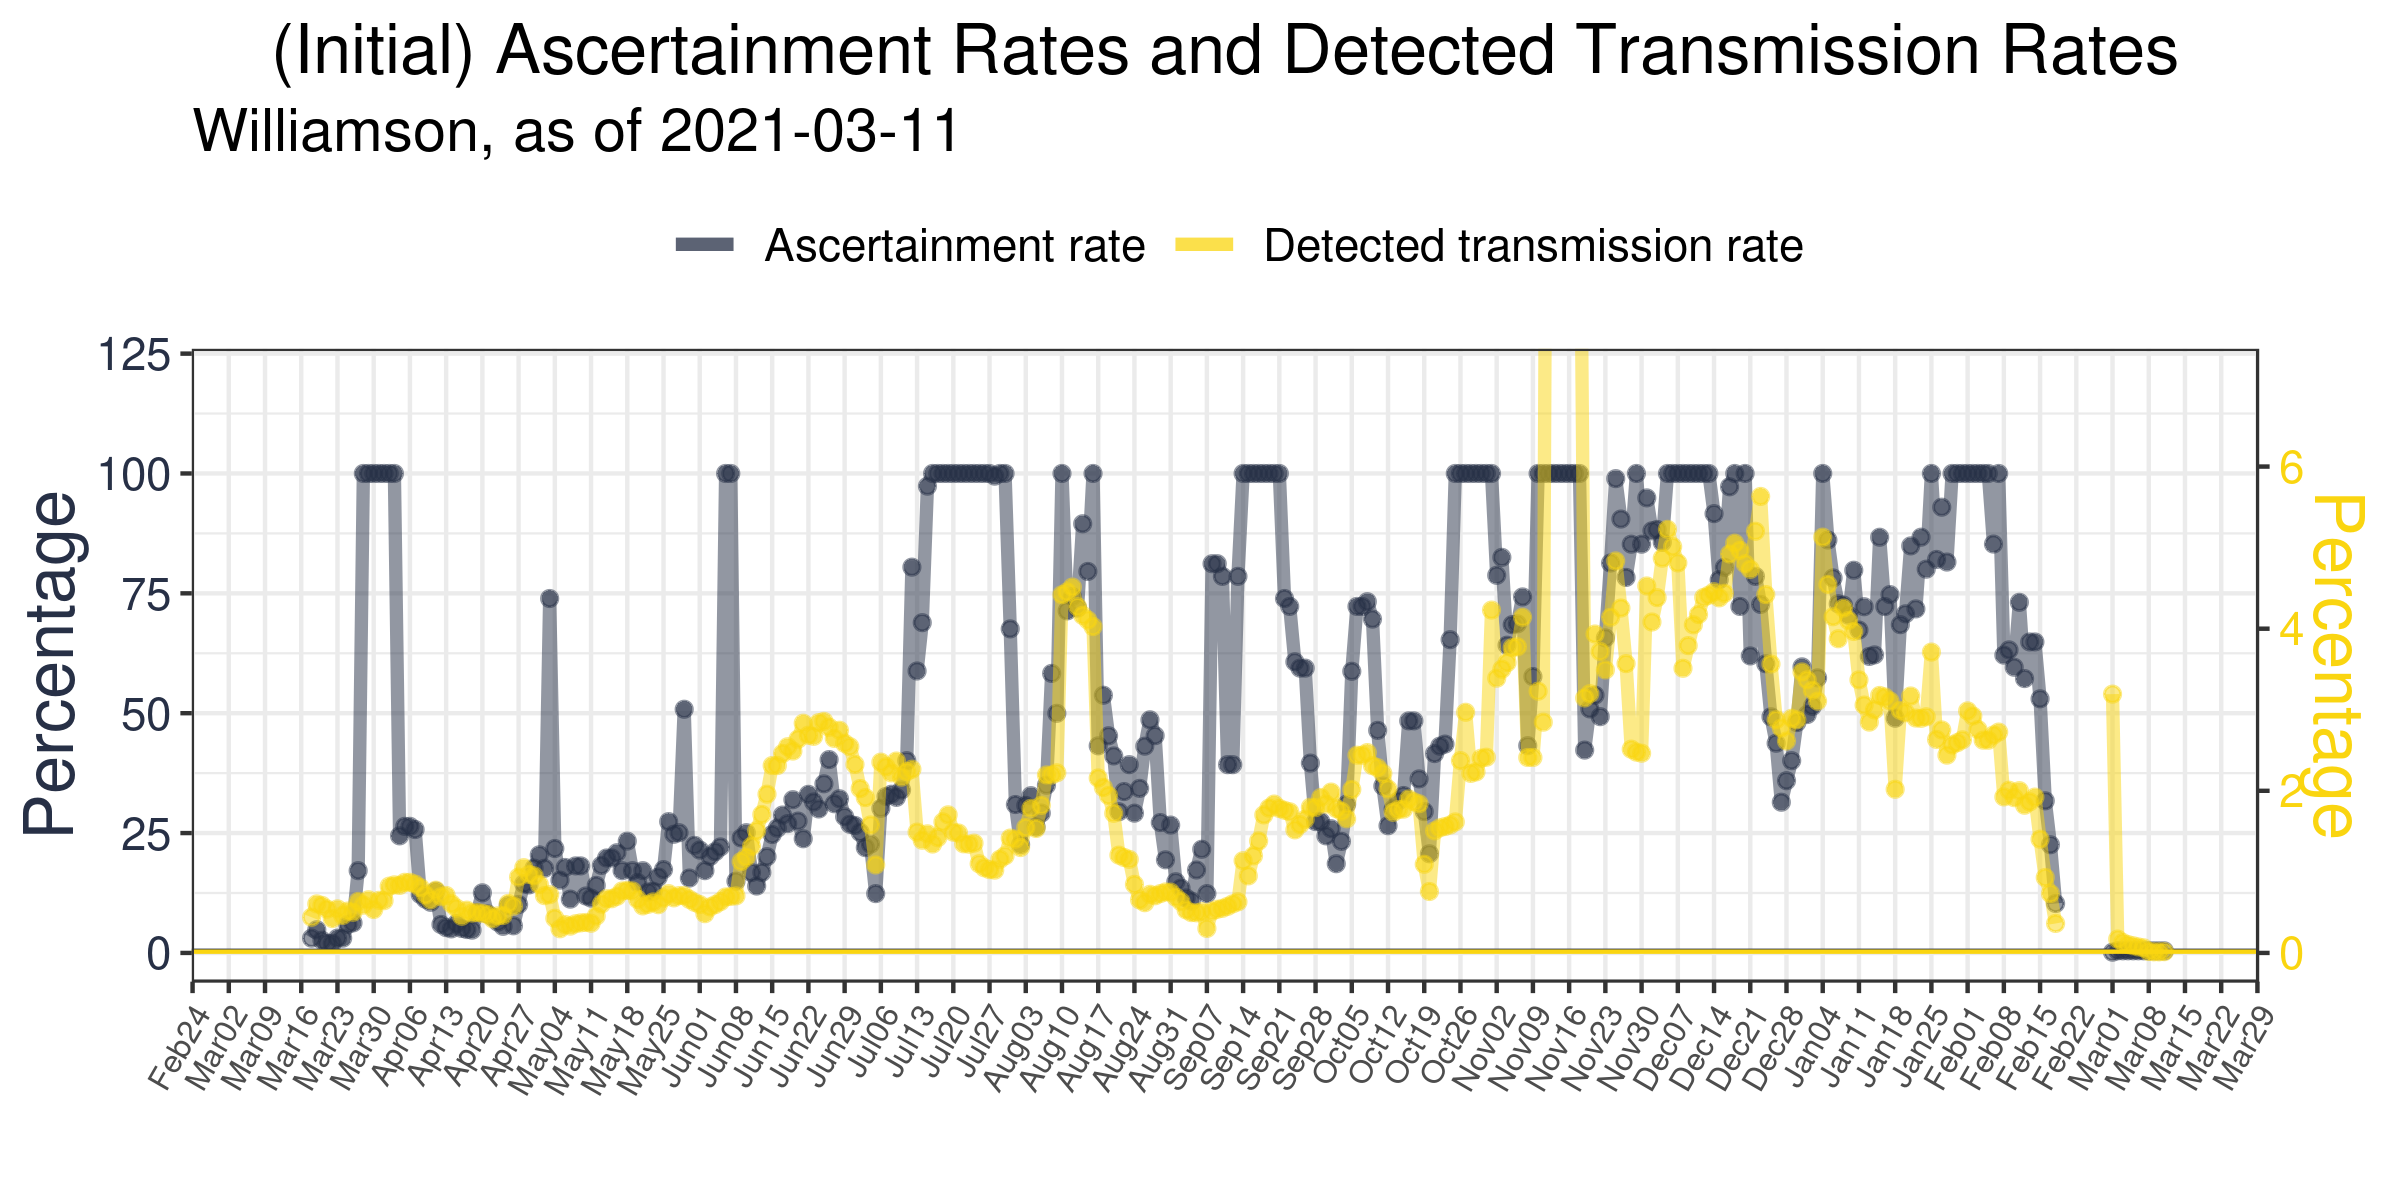 (Initial) Ascertainment Rates and Detected Transmission Rates
Williamson, as of 2021-03-11
Ascertainment rate
Detected transmission rate
Percentage
125
100
75
50
25
0
6
4
2
0
Percentage
Feb24
Mar02
Mar09
Mar16
Mar23
Mar30
Apr06
Apr13
Apr20
Apr27
May04
May11
May18
May25
Jun01
Jun08
Jun15
Jun22
Jun29
Jul06
Jul13
Jul20
Jul27
Aug03
Aug10
Aug17
Aug24
Aug31
Sep07
Sep14
Sep21
Sep28
Oct05
Oct12
Oct19
Oct26
Nov02
Nov09
Nov16
Nov23
Nov30
Dec07
Dec14
Dec21
Dec28
Jan04
Jan11
Jan18
Jan25
Feb01
Feb08
Feb15
Feb22
Mar01
Mar08
Mar15
Mar22
Mar29